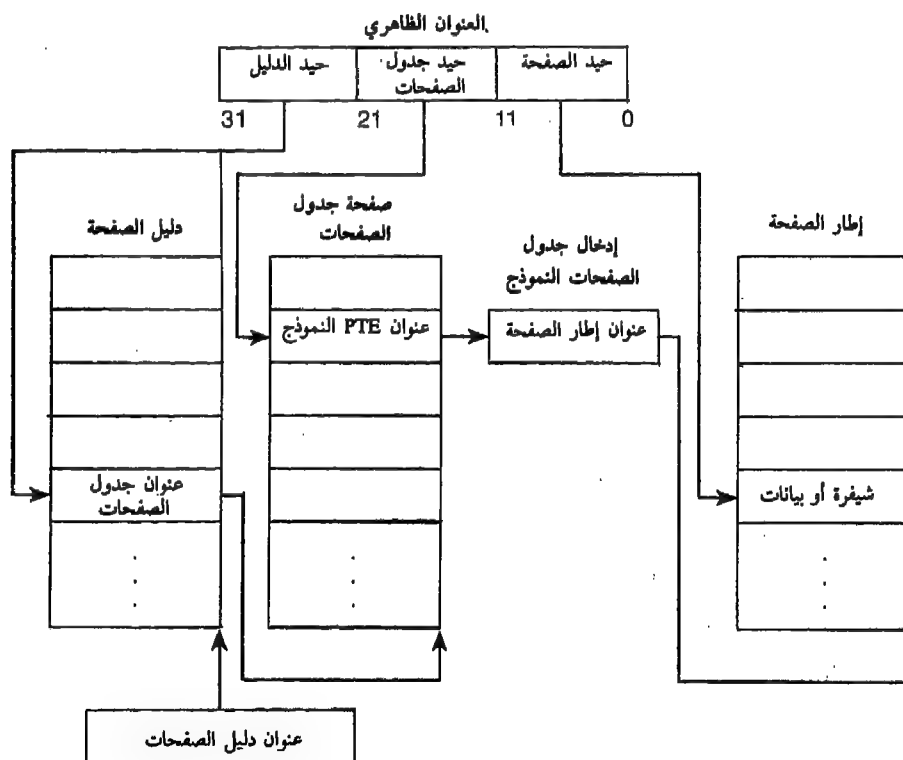 العنوان الظاهري
حيد الدليل
حيد جدول
الصفحات
حيد الصفحة
31
21
11
0
دليل الصفحة
صفحة جدول
الصفحات
إدخال جدول
الصفحات النموذج
إطار الصفحة
عنوان PTE النموذج
عنوان إطار الصفحة
عنوان جدول
الصفحات
شيفرة أو بيانات
عنوان دليل الصفحات